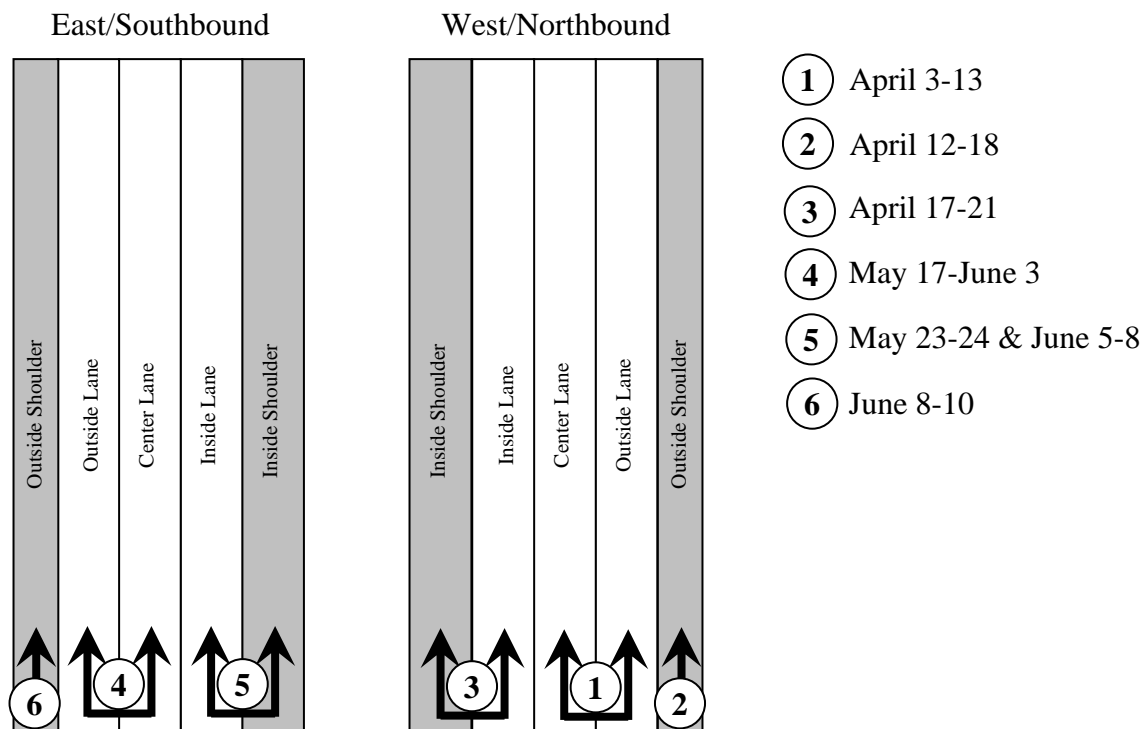 East/Southbound
West/Northbound
1 April 3-13
2 April 12-18
3 April 17-21
4 May 17-June 3
5 May 23-24 & June 5-8
6 June 8-10
Outside Shoulder
Outside Lane
Center Lane
Inside Lane
Inside Shoulder
Inside Shoulder
Inside Lane
Center Lane
Outside Lane
Outside Shoulder
6
4
5
3
1
2